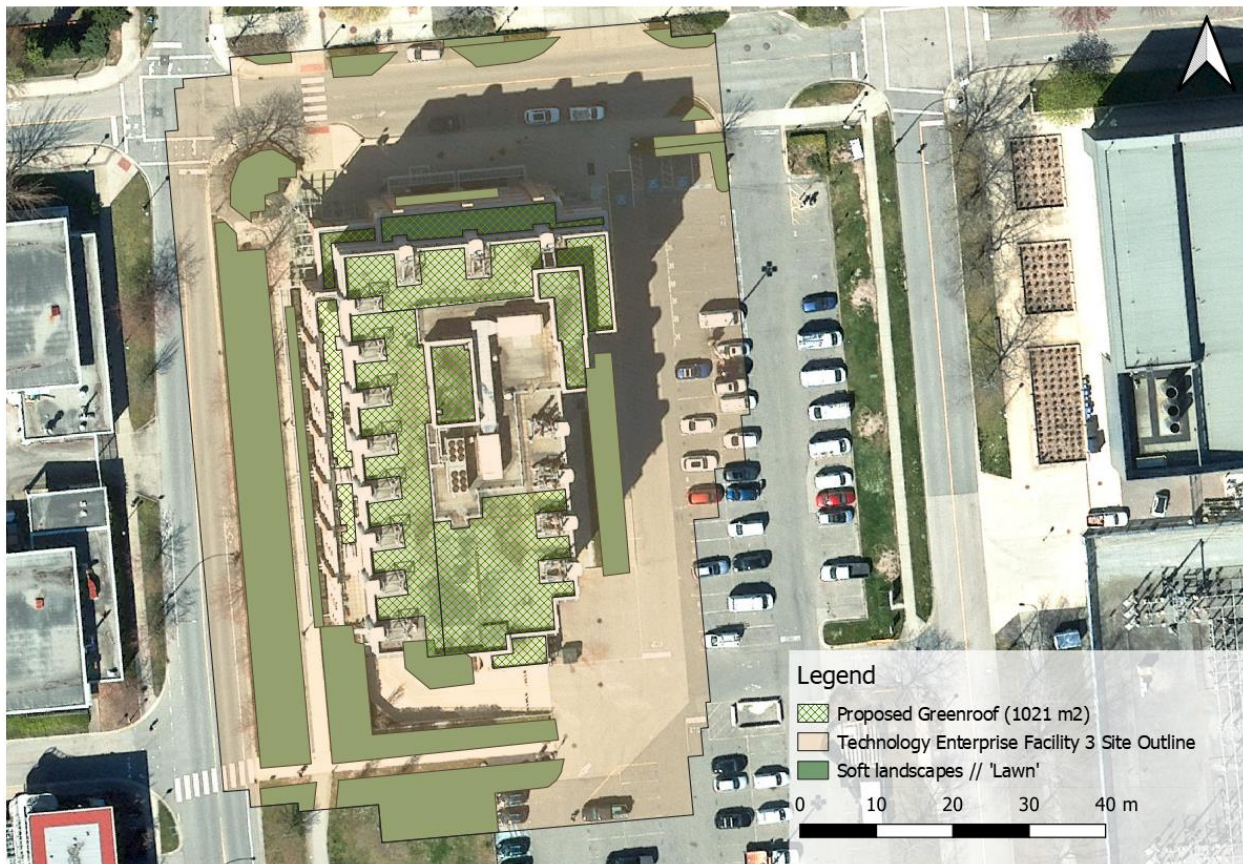 Legend
Proposed Greenroof (1021 m2)
Technology Enterprise Facility 3 Site Outline
Soft landscapes // 'Lawn'
0 10 20 30 40 m